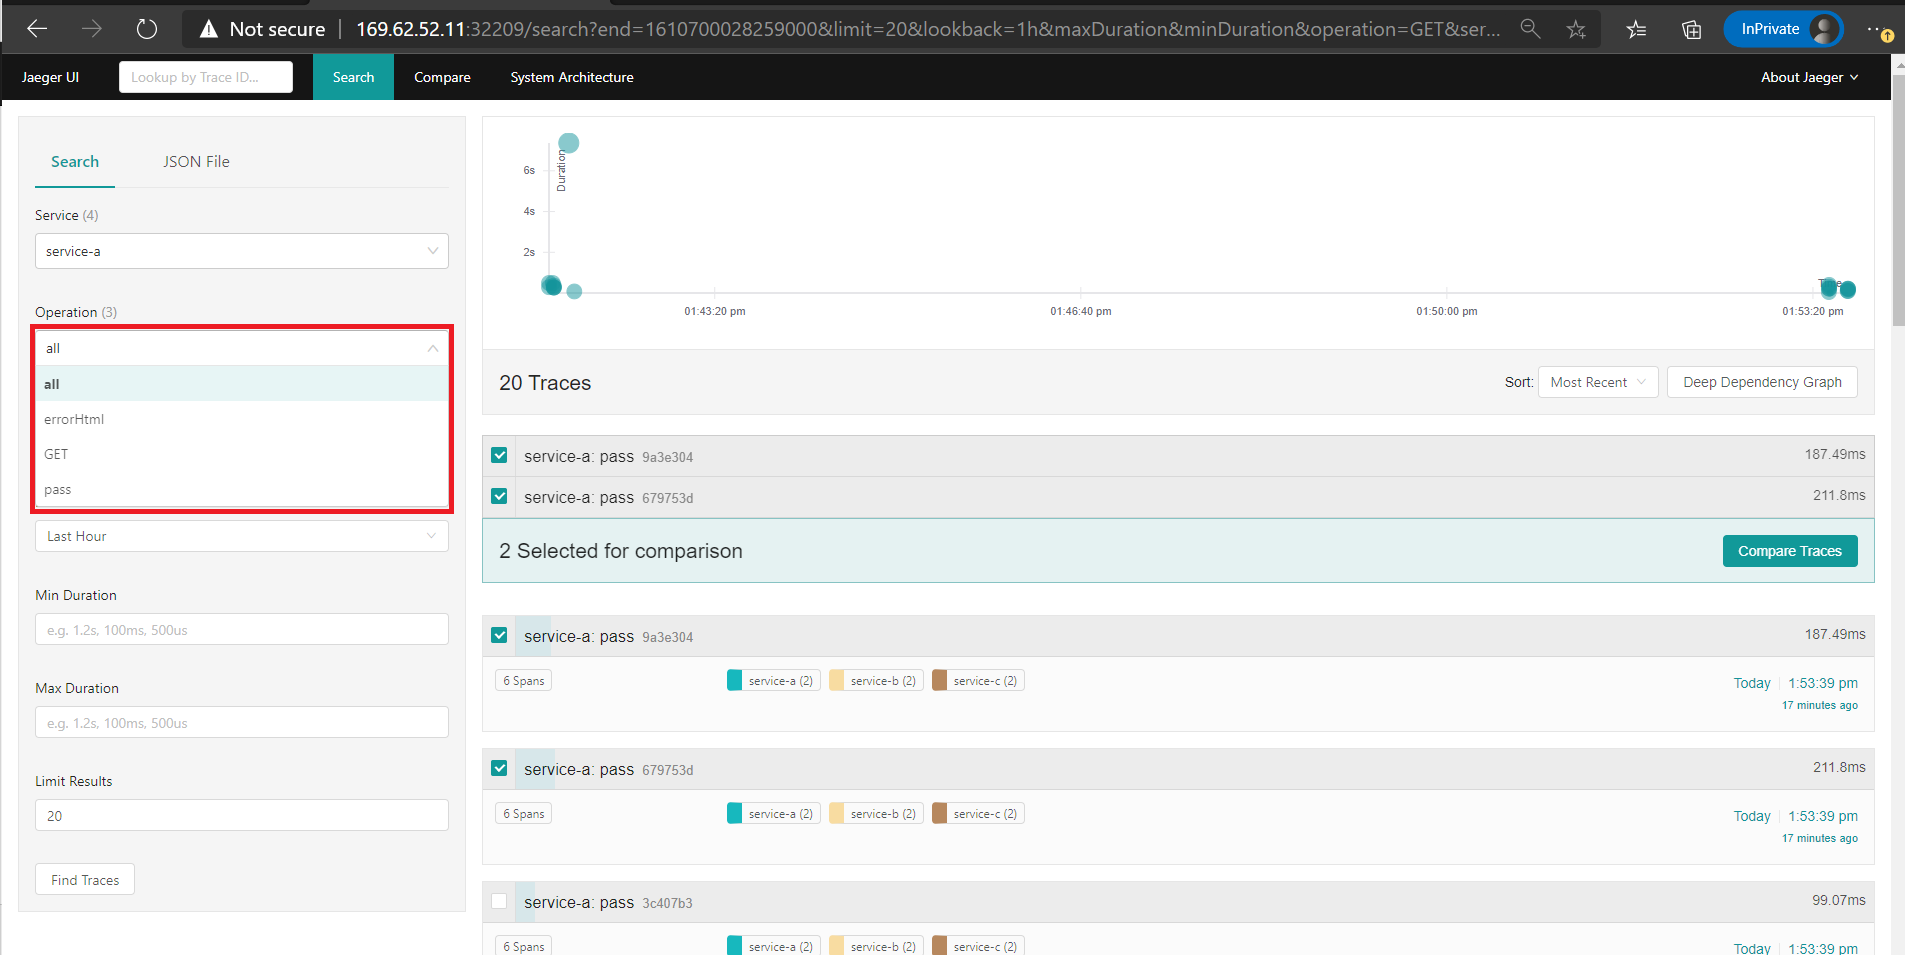 Not secure | 169.62.52.11:32209/search?end=1610700028259000&limit=20&lookback=1h&maxDuration&minDuration&operation=GET&ser...
InPrivate
Jaeger UI
Lookup by Trace ID...
Search
Compare
System Architecture
About Jaeger
Search
JSON File
Service (4)
service-a
Operation (3)
all
all
errorHtml
GET
pass
Last Hour
Min Duration
e.g. 1.2s, 100ms, 500us
Max Duration
e.g. 1.2s, 100ms, 500us
Limit Results
20
Find Traces
Duration
6s
4s
2s
01:43:20 pm
01:46:40 pm
01:50:00 pm
01:53:20 pm
20 Traces
Sort: Most Recent
Deep Dependency Graph
service-a: pass 9a3e304
187.49ms
service-a: pass 679753d
211.8ms
2 Selected for comparison
Compare Traces
service-a: pass 9a3e304
187.49ms
6 Spans
service-a (2)
service-b (2)
service-c (2)
Today | 1:53:39 pm
17 minutes ago
service-a: pass 679753d
211.8ms
6 Spans
service-a (2)
service-b (2)
service-c (2)
Today | 1:53:39 pm
17 minutes ago
service-a: pass 3c407b3
99.07ms
6 Spans
service-a (2)
service-b (2)
service-c (2)
Today | 1:53:39 pm